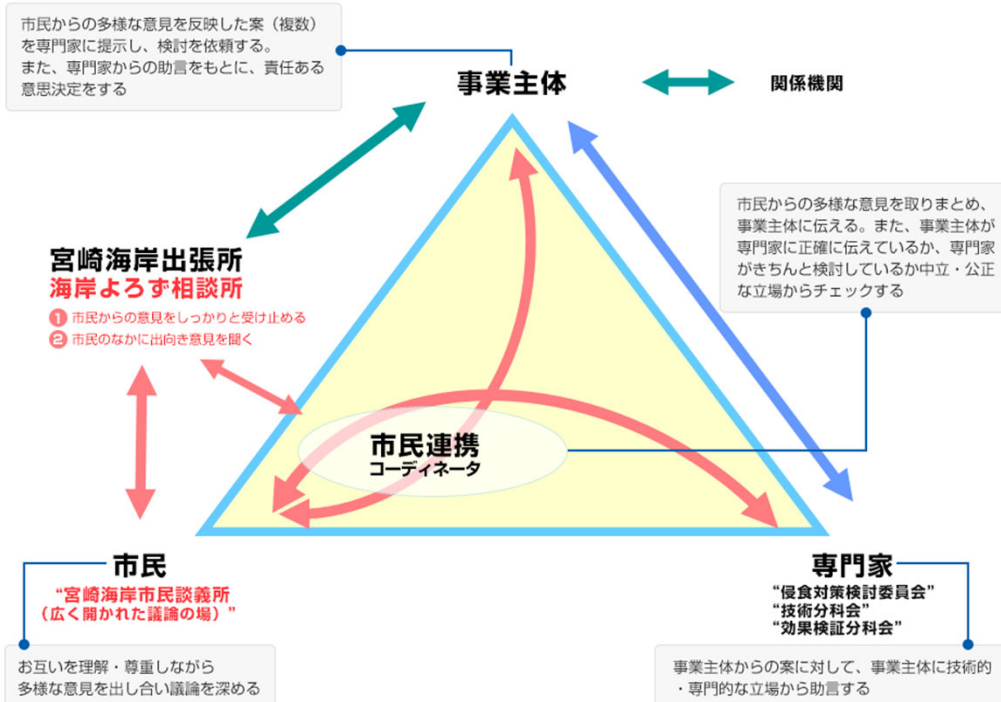 市民からの多様な意見を反映した案（複数）
を専門家に提示し、検討を依頼する。
また、専門家からの助言をもとに、責任ある
意思決定をする
事業主体
関係機関
市民からの多様な意見を取りまとめ、
事業主体に伝える。また、事業主体が
専門家に正確に伝えているか、専門家
がきちんと検討しているか中立・公正
な立場からチェックする
宮崎海岸出張所
海岸よろず相談所
1 市民からの意見をしっかりと受け止める
2 市民のなかに出向き意見を聞く
市民連携
コーディネータ
市民
“宮崎海岸市民談義所
（広く開かれた議論の場）”
専門家
“侵食対策検討委員会”
“技術分科会”
“効果検証分科会”
お互いを理解・尊重しながら
多様な意見を出し合い議論を深める
事業主体からの案に対して、事業主体に技術的
・専門的な立場から助言する